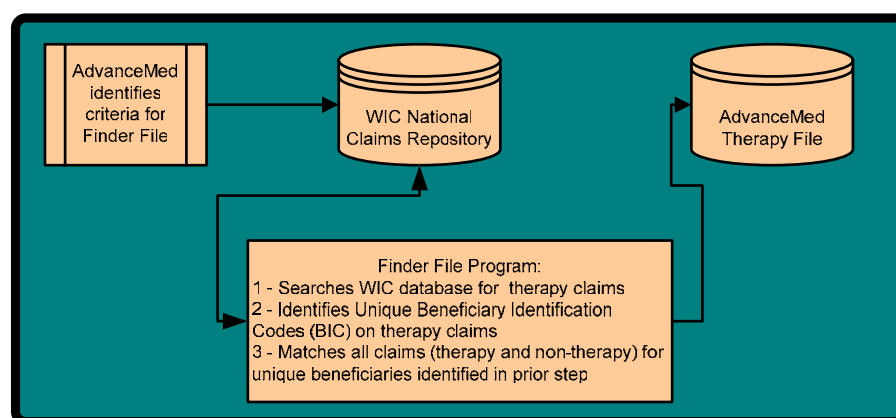 AdvanceMed
identifies
criteria for
Finder File
WIC National
Claims Repository
AdvanceMed
Therapy File
Finder File Program:
1 - Searches WIC database for therapy claims
2 - Identifies Unique Beneficiary Identification
Codes (BIC) on therapy claims
3 - Matches all claims (therapy and non-therapy) for
unique beneficiaries identified in prior step